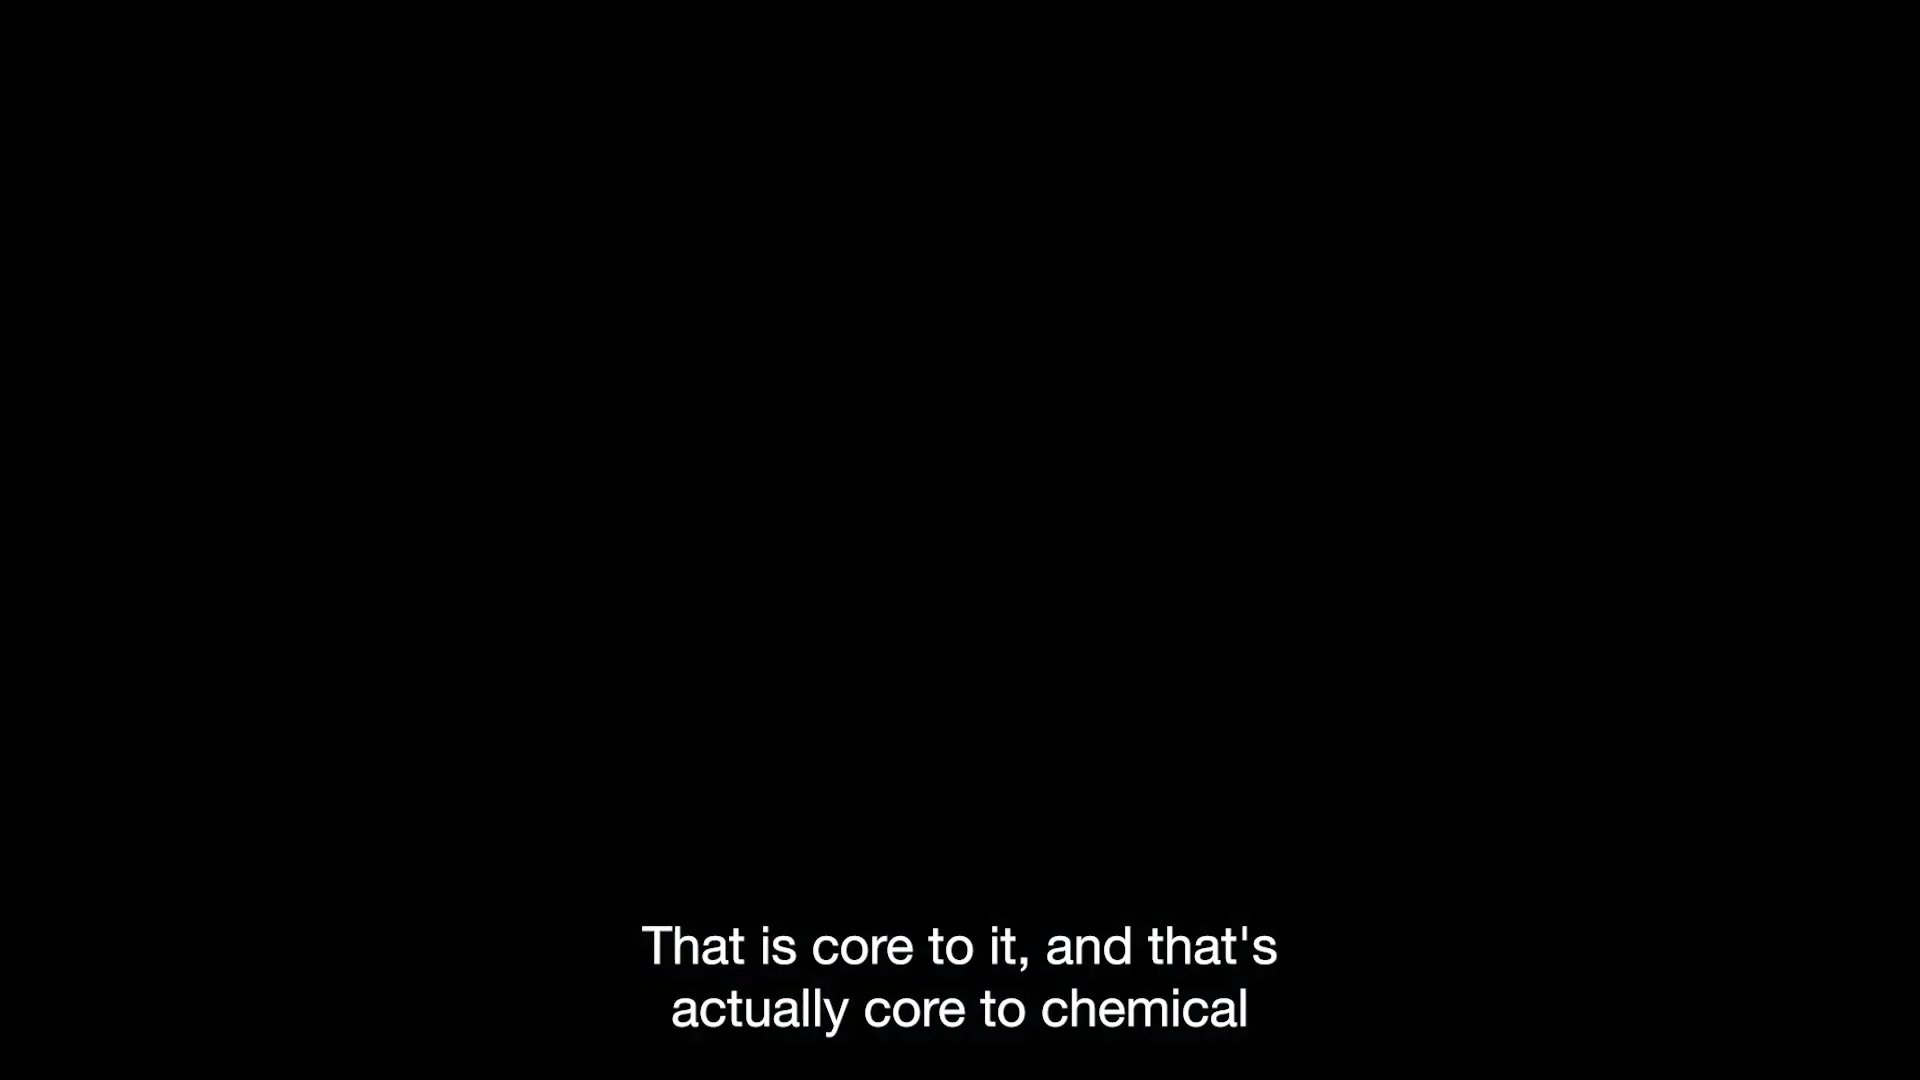 That is core to it, and that's
actually core to chemical